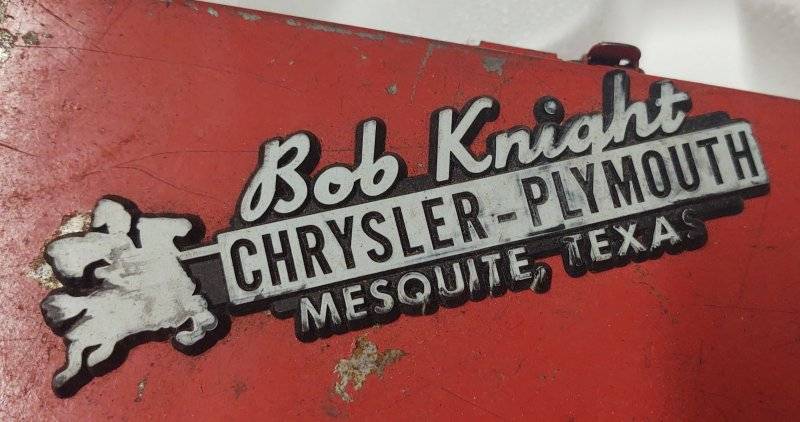 Bob Knight
CHRYSLER-PLYMOUTH
MESQUITE, TEXAS